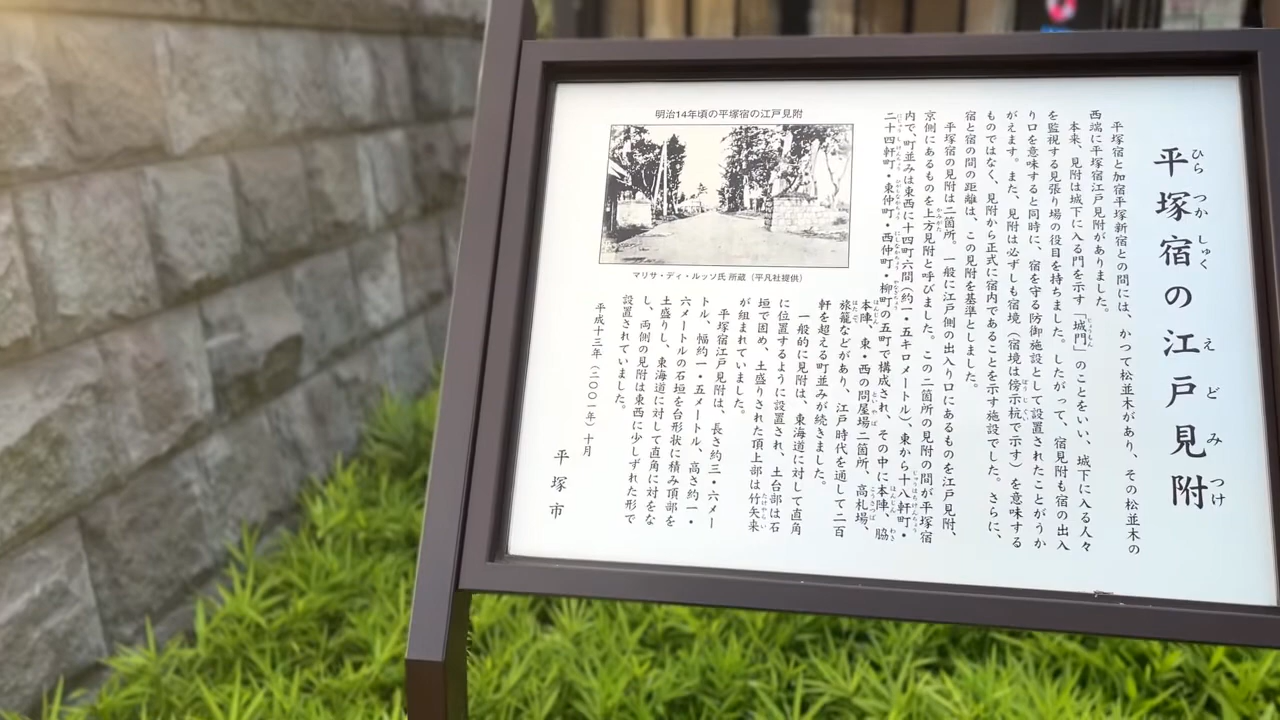 平塚宿の江戸見附
ひらつかしゅく えどみつけ
平塚宿と加宿平塚新宿との間には、かつて松並木があり、その松並木の
西端に平塚宿江戸見附がありました。
本来、見附は城下に入る門を示す「城門」のことをいい、城下に入る人々
を監視する見張り場の役目を持ちました。したがって、宿見附も宿の出入
り口を意味すると同時に、宿を守る防御施設として設置されたことがうか
がえます。また、見附は必ずしも宿境（宿境は傍示杭で示す）を意味する
ものではなく、見附から正式に宿内であることを示す施設でした。さらに、
宿と宿の間の距離は、この見附を基準としました。
平塚宿の見附は二箇所。一般に江戸側の出入り口にあるものを江戸見附、
京側にあるものを上方見附と呼びました。この二箇所の見附の間が平塚宿
内で、町並みは東西に十四町六間（約一・五キロメートル）、東から十八軒町・
二十四軒町・東仲町・西仲町・柳町の五町で構成され、その中に本陣、脇
本陣、東・西の問屋場二箇所、高札場、
旅籠などがあり、江戸時代を通して二百
軒を超える町並みが続きました。
一般的に見附は、東海道に対して直角
に位置するように設置され、土台部は石
垣で固め、土盛りされた頂上部は竹矢来
が組まれていました。
平塚宿江戸見附は、長さ約三・六メー
トル、幅約一・五メートル、高さ約一・
六メートルの石垣を台形状に積み頂部を
土盛りし、東海道に対して直角に対をな
し、両側の見附は東西に少しずれた形で
設置されていました。
平成十三年（二〇〇一年）十月
平塚市
明治14年頃の平塚宿の江戸見附
マリサ・ディ・ルッソ氏 所蔵（平凡社提供）